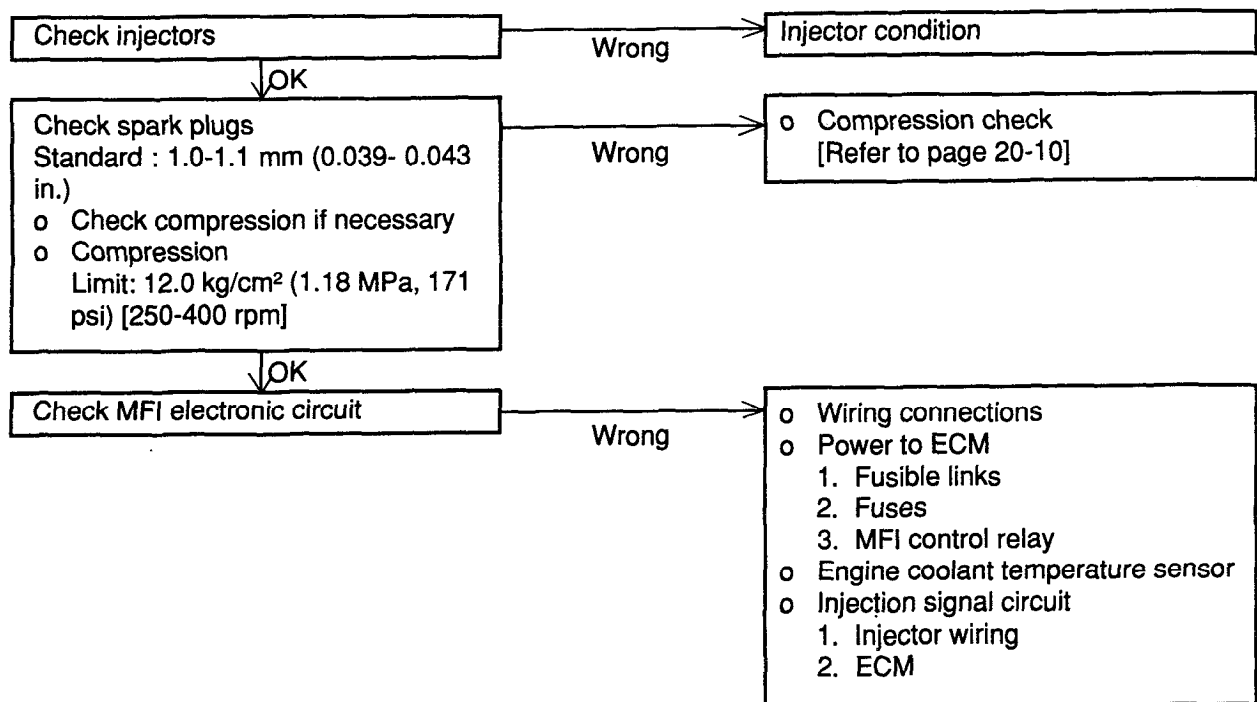 Check injectors
Wrong
Injector condition
OK
Check spark plugs
Standard : 1.0-1.1 mm (0.039- 0.043
in.)
o Check compression if necessary
o Compression
Limit: 12.0 kg/cm² (1.18 MPa, 171
psi) [250-400 rpm]
Wrong
o Compression check
[Refer to page 20-10]
OK
Check MFI electronic circuit
Wrong
o Wiring connections
o Power to ECM
1. Fusible links
2. Fuses
3. MFI control relay
o Engine coolant temperature sensor
o Injection signal circuit
1. Injector wiring
2. ECM